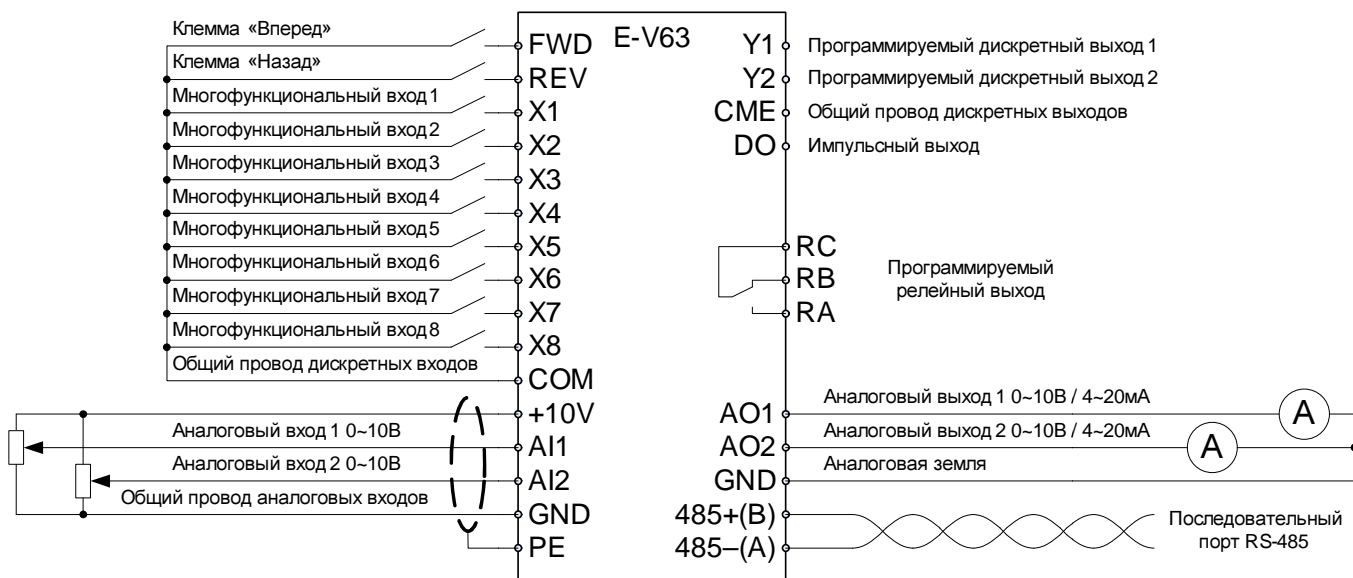 E-V63
Клемма «Вперед»
FWD
Клемма «Назад»
REV
Многофункциональный вход 1
X1
Многофункциональный вход 2
X2
Многофункциональный вход 3
X3
Многофункциональный вход 4
X4
Многофункциональный вход 5
X5
Многофункциональный вход 6
X6
Многофункциональный вход 7
X7
Многофункциональный вход 8
X8
Общий провод дискретных входов
COM
+10V
Аналоговый вход 1 0~10В
AI1
Аналоговый вход 2 0~10В
AI2
Общий провод аналоговых входов
GND
PE
Y1 Программируемый дискретный выход 1
Y2 Программируемый дискретный выход 2
CME Общий провод дискретных выходов
DO Импульсный выход
RC
RB
RA
Программируемый
релейный выход
Аналоговый выход 1 0~10В / 4~20мА
AO1
A
Аналоговый выход 2 0~10В / 4~20мА
AO2
A
Аналоговая земля
GND
485+(B)
485–(A)
Последовательный
порт RS-485